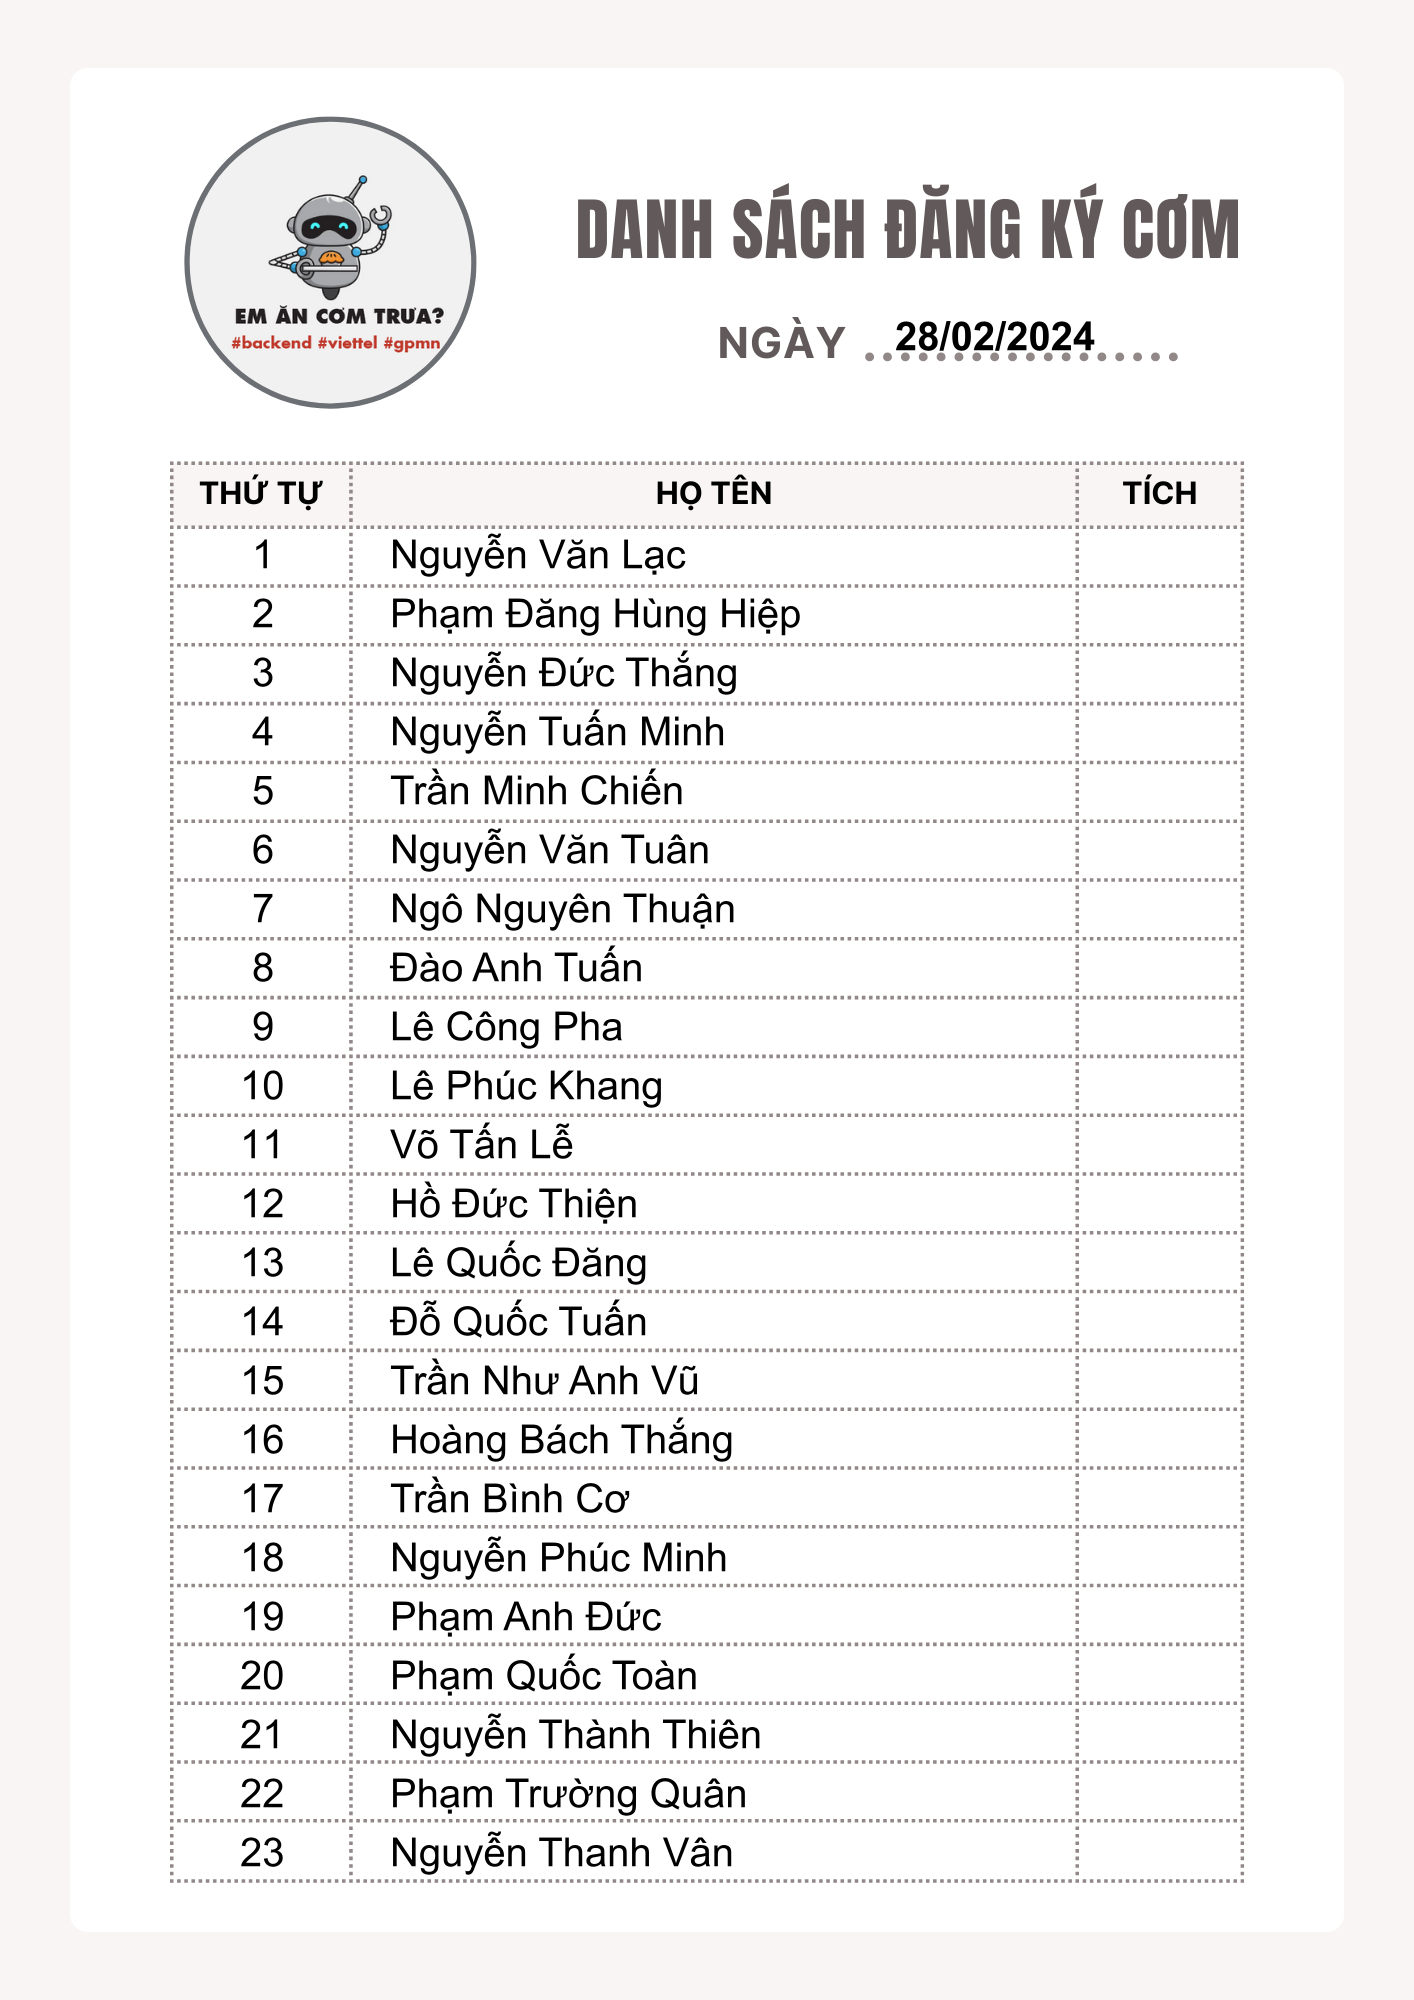 EM ĂN CƠM TRƯA?
#backend #viettel #gpmn
DANH SÁCH ĐĂNG KÝ CƠM
NGÀY 28/02/2024
THỨ TỰ HỌ TÊN TÍCH
1 Nguyễn Văn Lạc
2 Phạm Đăng Hùng Hiệp
3 Nguyễn Đức Thắng
4 Nguyễn Tuấn Minh
5 Trần Minh Chiến
6 Nguyễn Văn Tuân
7 Ngô Nguyên Thuận
8 Đào Anh Tuấn
9 Lê Công Pha
10 Lê Phúc Khang
11 Võ Tấn Lễ
12 Hồ Đức Thiện
13 Lê Quốc Đăng
14 Đỗ Quốc Tuấn
15 Trần Như Anh Vũ
16 Hoàng Bách Thắng
17 Trần Bình Cơ
18 Nguyễn Phúc Minh
19 Phạm Anh Đức
20 Phạm Quốc Toàn
21 Nguyễn Thành Thiên
22 Phạm Trường Quân
23 Nguyễn Thanh Vân